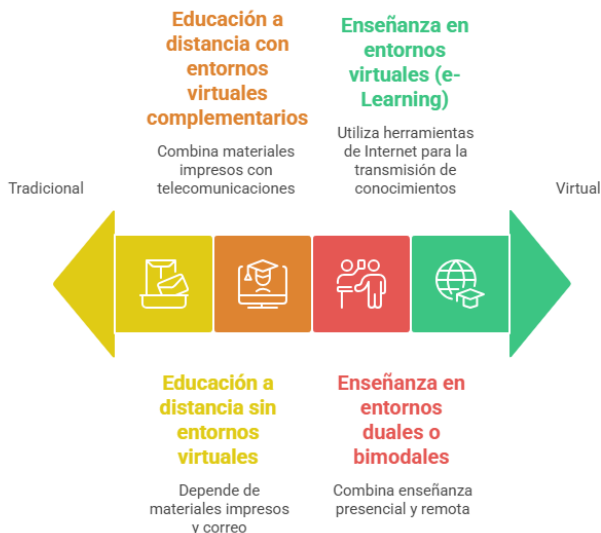 Educación a
distancia con
entornos
virtuales
complementarios
Combina materiales
impresos con
telecomunicaciones
Enseñanza en
entornos
virtuales (e-
Learning)
Utiliza herramientas
de Internet para la
transmisión de
conocimientos
Tradicional
Virtual
Educación a
distancia sin
entornos
virtuales
Depende de
materiales impresos
y correo
Enseñanza en
entornos
duales o
bimodales
Combina enseñanza
presencial y remota